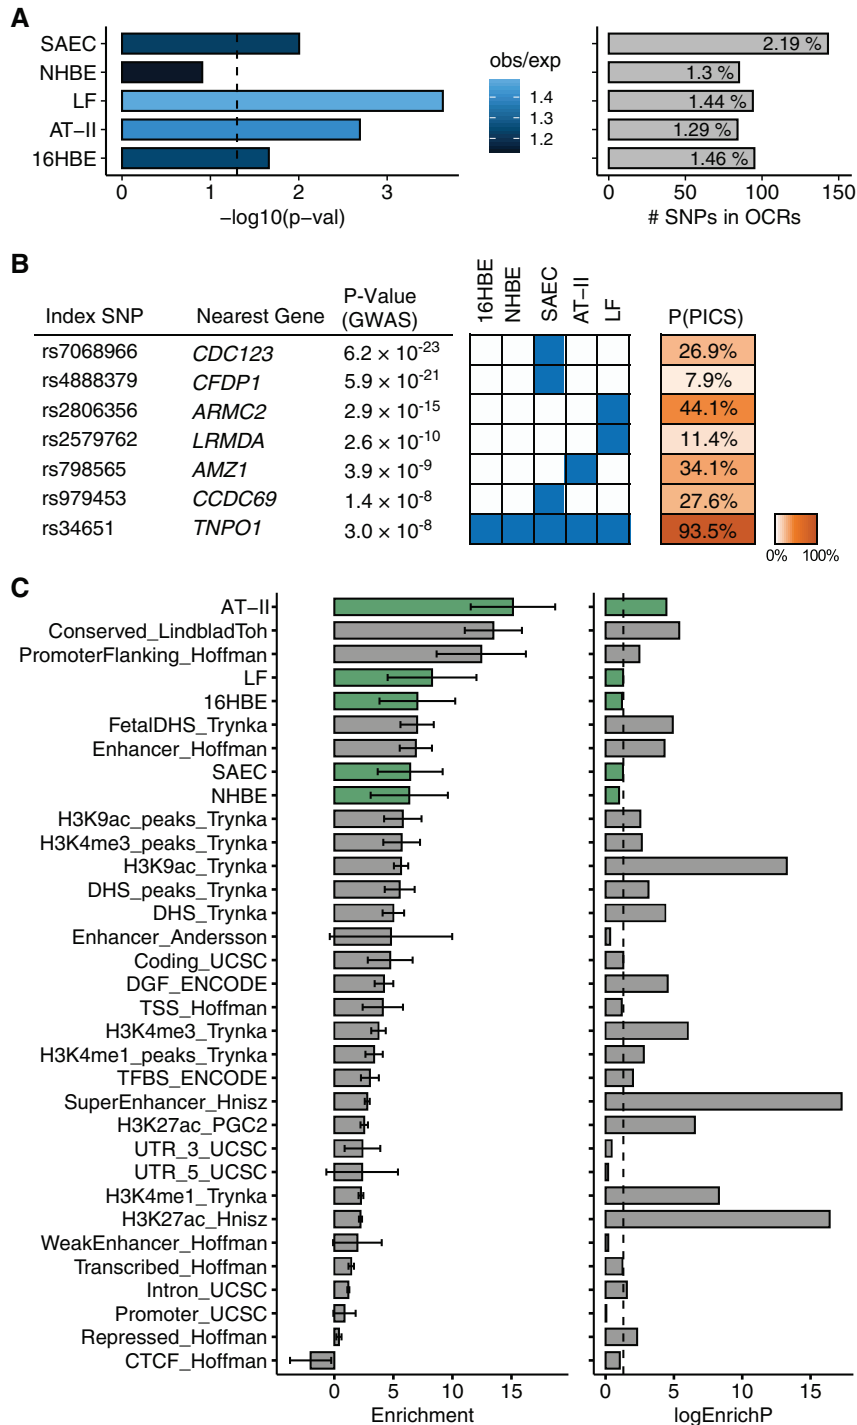 A
SAEC
NHBE
LF
AT−II
16HBE
0 1 2 3
−log10(p−val)
obs/exp
1.4
1.3
1.2
2.19 %
1.3 %
1.44 %
1.29 %
1.46 %
0 50 100 150
# SNPs in OCRs
B
Index SNP Nearest Gene P-Value (GWAS) 16HBE NHBE SAEC AT−II LF P(PICS)
rs7068966 CDC123 6.2 × 10-23 26.9%
rs4888379 CFDP1 5.9 × 10-21 7.9%
rs2806356 ARMC2 2.9 × 10-15 44.1%
rs2579762 LRMDA 2.6 × 10-10 11.4%
rs798565 AMZ1 3.9 × 10-9 34.1%
rs979453 CCDC69 1.4 × 10-8 27.6%
rs34651 TNPO1 3.0 × 10-8 93.5%
0% 100%
C
AT−II
Conserved_LindbladToh
PromoterFlanking_Hoffman
LF
16HBE
FetalDHS_Trynka
Enhancer_Hoffman
SAEC
NHBE
H3K9ac_peaks_Trynka
H3K4me3_peaks_Trynka
H3K9ac_Trynka
DHS_peaks_Trynka
DHS_Trynka
Enhancer_Andersson
Coding_UCSC
DGF_ENCODE
TSS_Hoffman
H3K4me3_Trynka
H3K4me1_peaks_Trynka
TFBS_ENCODE
SuperEnhancer_Hnisz
H3K27ac_PGC2
UTR_3_UCSC
UTR_5_UCSC
H3K4me1_Trynka
H3K27ac_Hnisz
WeakEnhancer_Hoffman
Transcribed_Hoffman
Intron_UCSC
Promoter_UCSC
Repressed_Hoffman
CTCF_Hoffman
0 5 10 15
Enrichment
0 5 10 15
logEnrichP